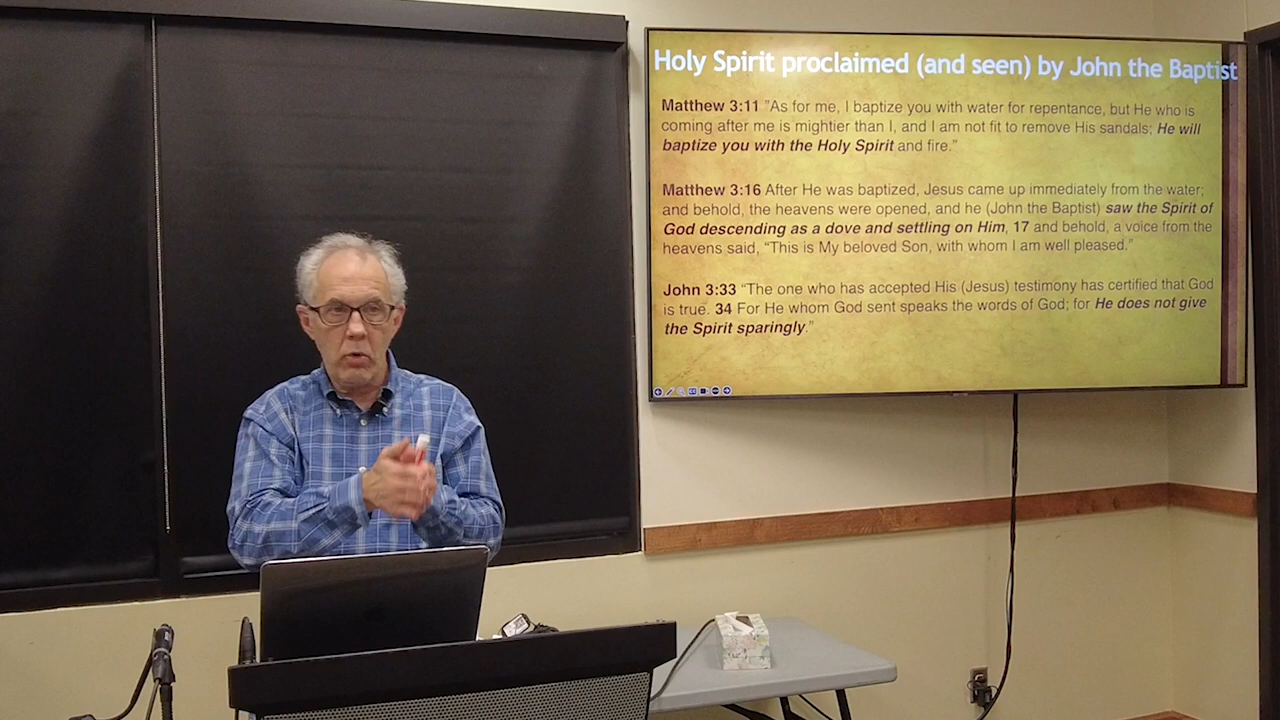 Holy Spirit proclaimed (and seen) by John the Baptist
Matthew 3:11 "As for me, I baptize you with water for repentance, but He who is
coming after me is mightier than I, and I am not fit to remove His sandals; He will
baptize you with the Holy Spirit and fire."
Matthew 3:16 After He was baptized, Jesus came up immediately from the water;
and behold, the heavens were opened, and he (John the Baptist) saw the Spirit of
God descending as a dove and settling on Him, 17 and behold, a voice from the
heavens said, "This is My beloved Son, with whom I am well pleased."
John 3:33 "The one who has accepted His (Jesus) testimony has certified that God
is true. 34 For He whom God sent speaks the words of God; for He does not give
the Spirit sparingly."